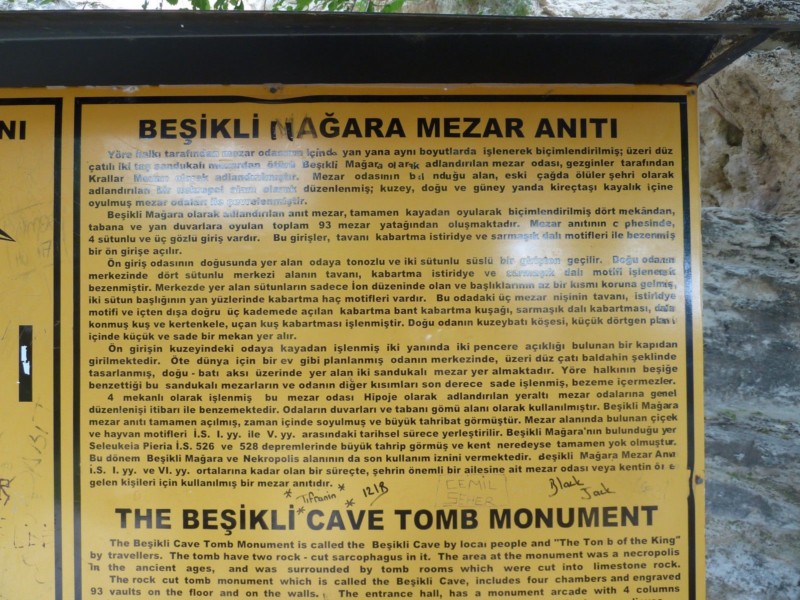 NI
BEŞİKLİ MAĞARA MEZAR ANITI
Yöre halkı tarafından mezar odasının içinde yan yana aynı boyutlarda işlenerek biçimlendirilmiş; üzeri düz
çatılı iki taş sandukalı mezardan ötürü Beşikli Mağara olarak adlandırılan mezar odası, gezginler tarafından
Krallar Mezarı olarak adlandırılmıştır. Mezar odasının bulunduğu alan, eski çağda ölüler şehri olarak
adlandırılan bir nekropol alanı olarak düzenlenmiş; kuzey, doğu ve güney yanda kireçtaşı kayalık içine
oyulmuş mezar odaları ile çevrelenmiştir.
Beşikli Mağara olarak adlandırılan anıt mezar, tamamen kayadan oyularak biçimlendirilmiş dört mekândan,
tabana ve yan duvarlara oyulan toplam 93 mezar yatağından oluşmaktadır. Mezar anıtının cephesinde,
4 sütunlu ve üç gözlü giriş vardır. Bu girişler, tavanı kabartma istiridye ve sarmaşık dalı motifleri ile bezenmiş
bir ön girişe açılır.
Ön giriş odasının doğusunda yer alan odaya tonozlu ve iki sütunlu süslü bir girişten geçilir. Doğu odanın
merkezinde dört sütunlu merkezi alanın tavanı, kabartma istiridye ve sarmaşık dalı motifi işlenerek
bezenmiştir. Merkezde yer alan sütunların sadece İon düzeninde olan ve başlıklarının az bir kısmı koruna gelmiş,
iki sütun başlığının yan yüzlerinde kabartma haç motifleri vardır. Bu odadaki üç mezar nişinin tavanı, istiridye
motifi ve içten dışa doğru üç kademede açılan kabartma bant kabartma kuşağı, sarmaşık dalı kabartması, dala
konmuş kuş ve kertenkele, uçan kuş kabartması işlenmiştir. Doğu odanın kuzeybatı köşesi, küçük dörtgen planlı
içinde küçük ve sade bir mekan yer alır.
Ön girişin kuzeyindeki odaya kayadan işlenmiş iki yanında iki pencere açıklığı bulunan bir kapıdan
girilmektedir. Öte dünya için bir ev gibi planlanmış odanın merkezinde, üzeri düz çatı baldahin şeklinde
tasarlanmış, doğu - batı aksı üzerinde yer alan iki sandukalı mezar yer almaktadır. Yöre halkının beşiğe
benzettiği bu sandukalı mezarların ve odanın diğer kısımları son derece sade işlenmiş, bezeme içermezler.
4 mekanlı olarak işlenmiş bu mezar odası Hipoje olarak adlandırılan yeraltı mezar odalarına genel
düzenlenişi itibarı ile benzemektedir. Odaların duvarları ve tabanı gömü alanı olarak kullanılmıştır. Beşikli Mağara
mezar anıtı tamamen açılmış, zaman içinde soyulmuş ve büyük tahribat görmüştür. Mezar alanında bulunan çiçek
ve hayvan motifleri İ.S. I. yy. ile V. yy. arasındaki tarihsel sürece yerleştirilir. Beşikli Mağara'nın bulunduğu yer
Seleukeia Pieria İ.S. 526 ve 528 depremlerinde büyük tahrip görmüş ve kent neredeyse tamamen yok olmuştur.
Bu dönem Beşikli Mağara ve Nekropolis alanının da son kullanım iznini vermektedir. Beşikli Mağara Mezar Anıtı
İ.S. I. yy. ve VI. yy. ortalarına kadar olan bir süreçte, şehrin önemli bir ailesine ait mezar odası veya kentin öne
gelen kişileri için kullanılmış bir mezar anıtıdır.
* Tiffanin * 1218
CEMİL
SEHER
Black Jack
THE BEŞİKLİ CAVE TOMB MONUMENT
The Beşikli Cave Tomb Monument is called the Beşikli Cave by local people and "The Tomb of the King"
by travellers. The tomb have two rock - cut sarcophagus in it. The area at the monument was a necropolis
in the ancient ages, and was surrounded by tomb rooms which were cut into limestone rock.
The rock cut tomb monument which is called the Beşikli Cave, includes four chambers and engraved
93 vaults on the floor and on the walls. The entrance hall, has a monument arcade with 4 columns